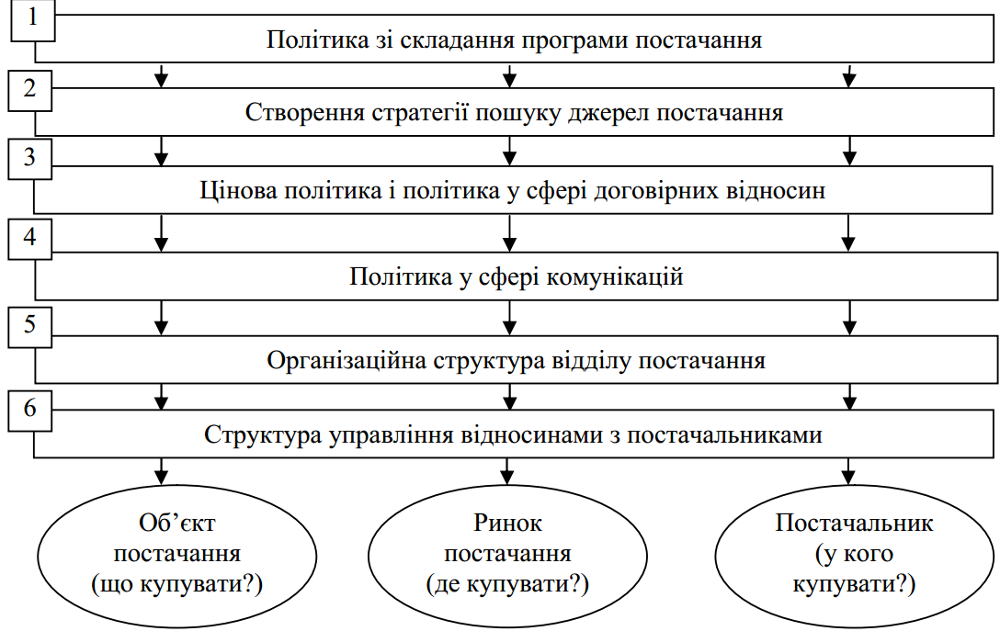 1
Політика зі складання програми постачання
2
Створення стратегії пошуку джерел постачання
3
Цінова політика і політика у сфері договірних відносин
4
Політика у сфері комунікацій
5
Організаційна структура відділу постачання
6
Структура управління відносинами з постачальниками
Об’єкт
постачання
(що купувати?)
Ринок
постачання
(де купувати?)
Постачальник
(у кого
купувати?)